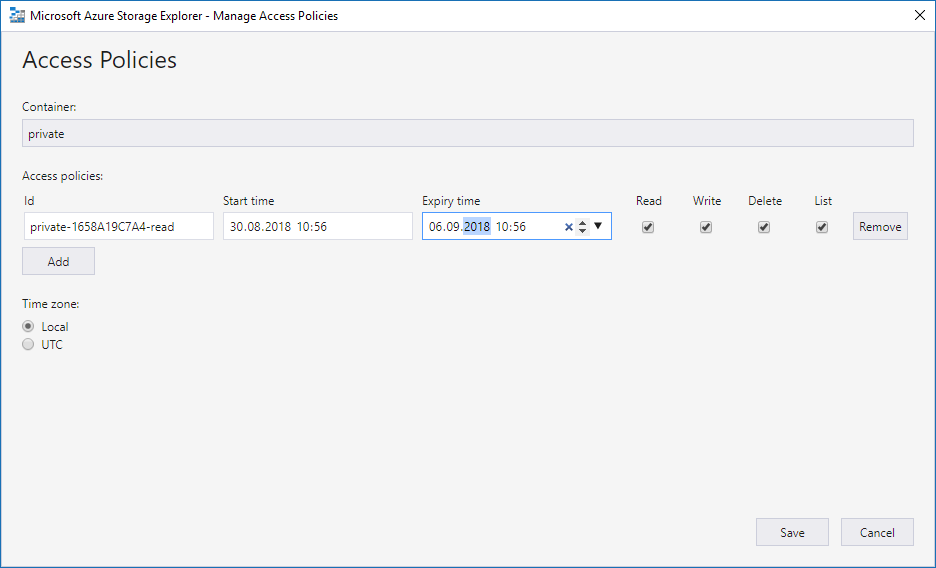 Microsoft Azure Storage Explorer - Manage Access Policies
Access Policies
Container:
private
Access policies:
Id Start time Expiry time Read Write Delete List
private-1658A19C7A4-read 30.08.2018 10:56 06.09.2018 10:56 Remove
Add
Time zone:
Local
UTC
Save Cancel